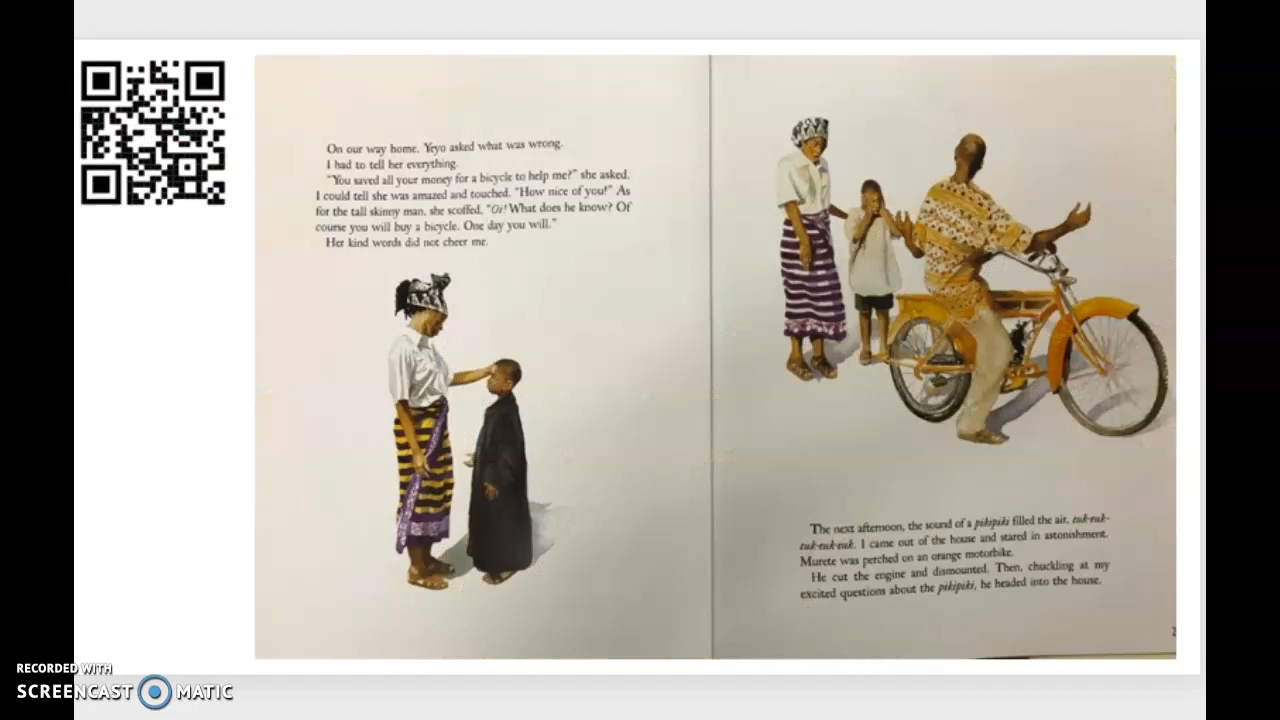 On our way home, Yeyo asked what was wrong.
I had to tell her everything.
"You saved all your money for a bicycle to help me?" she asked.
I could tell she was amazed and touched. "How nice of you!" As
for the tall skinny man, she scoffed, "Oi! What does he know? Of
course you will buy a bicycle. One day you will."
Her kind words did not cheer me.
The next afternoon, the sound of a pikipiki filled the air, tuk-tuk-
tuk-tuk-tuk. I came out of the house and stared in astonishment.
Murete was perched on an orange motorbike.
He cut the engine and dismounted. Then, chuckling at my
excited questions about the pikipiki, he headed into the house.
RECORDED WITH
SCREENCAST MATIC